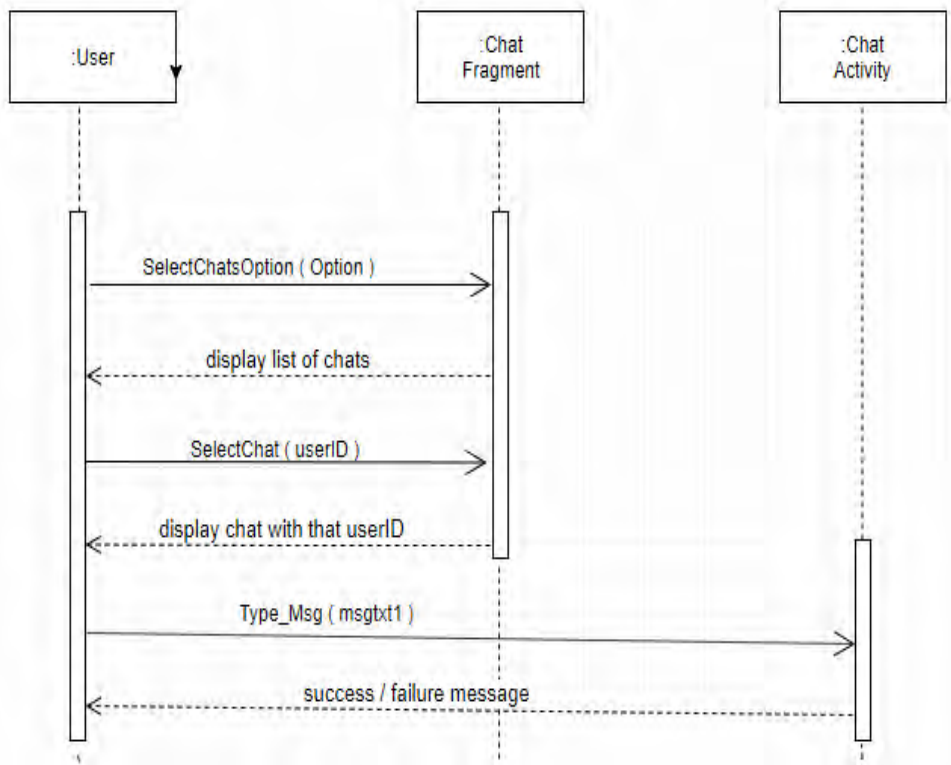 :User
:Chat
Fragment
:Chat
Activity
SelectChatsOption ( Option )
display list of chats
SelectChat ( userID )
display chat with that userID
Type_Msg ( msgtxt1 )
success / failure message